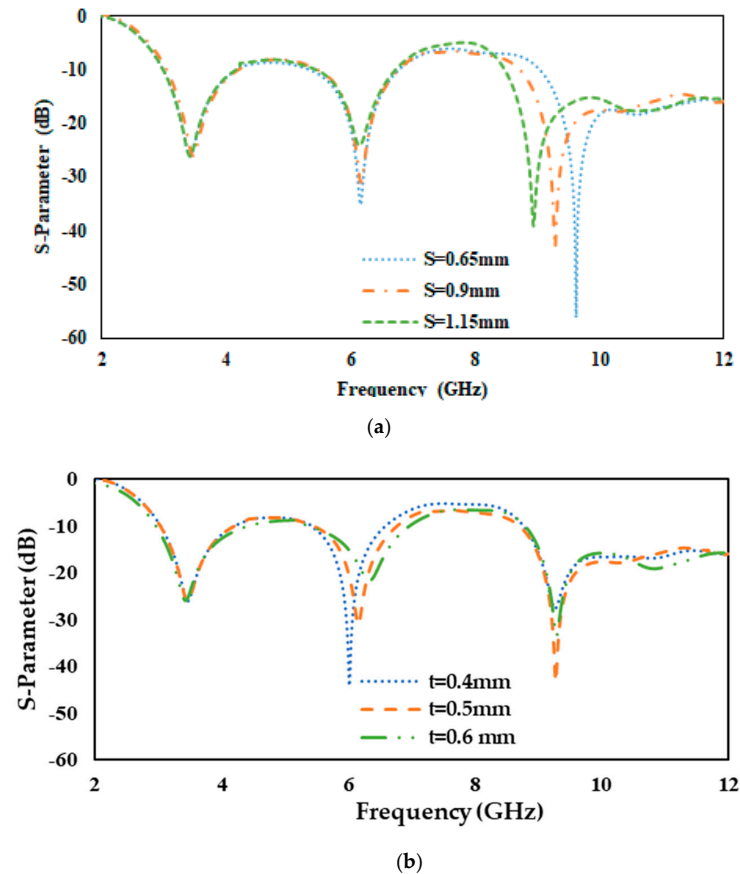 0
-10
-20
-30
-40
-50
-60
S-Parameter (dB)
S=0.65mm
S=0.9mm
S=1.15mm
2 4 6 8 10 12
Frequency (GHz)
(a)
0
-10
-20
-30
-40
-50
-60
S-Parameter (dB)
t=0.4mm
t=0.5mm
t=0.6 mm
2 4 6 8 10 12
Frequency (GHz)
(b)